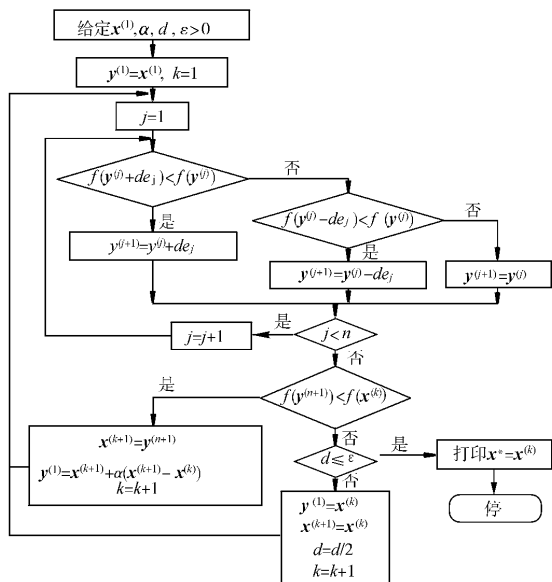 给定x⁽¹⁾,α, d , ε>0
y⁽¹⁾=x⁽¹⁾, k=1
j=1
f(y⁽ʲ⁾+deⱼ)<f(y⁽ʲ⁾)
否
是
f(y⁽ʲ⁾-deⱼ)<f (y⁽ʲ⁾)
否
是
y⁽ʲ⁺¹⁾=y⁽ʲ⁾+deⱼ
y⁽ʲ⁺¹⁾=y⁽ʲ⁾-deⱼ
y⁽ʲ⁺¹⁾=y⁽ʲ⁾
j<n
是
j=j+1
否
f(y⁽ⁿ⁺¹⁾)<f(x⁽ᵏ⁾)
是
否
x⁽ᵏ⁺¹⁾=y⁽ⁿ⁺¹⁾
y⁽¹⁾=x⁽ᵏ⁺¹⁾+α(x⁽ᵏ⁺¹⁾- x⁽ᵏ⁾)
k=k+1
d≤ε
是
打印x*=x⁽ᵏ⁾
停
否
y⁽¹⁾=x⁽ᵏ⁾
x⁽ᵏ⁺¹⁾=x⁽ᵏ⁾
d=d/2
k=k+1